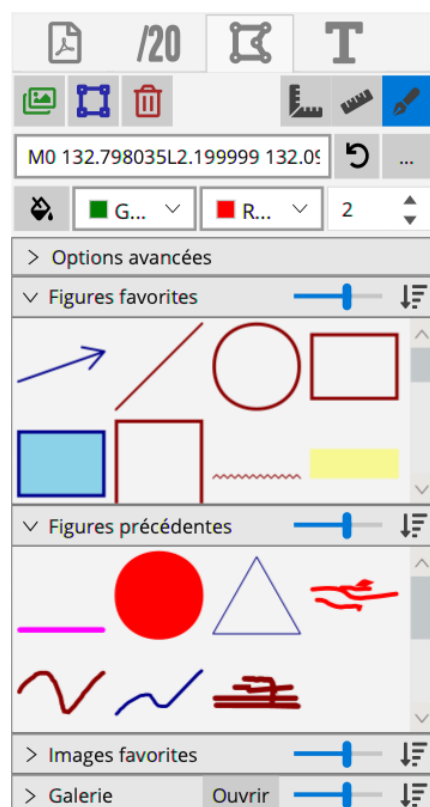 /20 T
M0 132.798035L2.199999 132.09 ...
G... R... 2
Options avancées
Figures favorites
Figures précédentes
Images favorites
Galerie Ouvrir